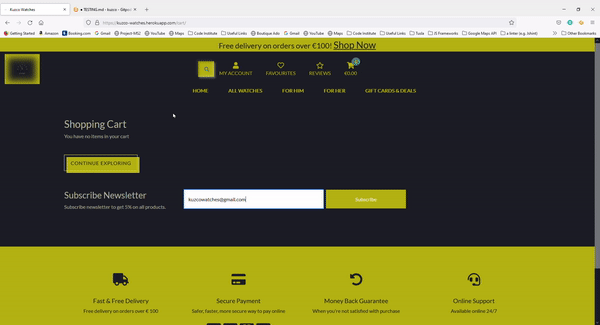 Kuzco Watches
TESTING.md - kuzco - Gitpod
https://kuzco-watches.herokuapp.com/cart/
Getting Started
Amazon
Booking.com
Gmail
Project-MS2
YouTube
Maps
Code Institute
Useful Lists
Boutique Ads
Gmail
YouTube
Maps
Code Institute
Useful Links
Tuola
JS Frameworks
Google Maps API
Other Bookmarks
Free delivery on orders over €100! Shop Now
MY ACCOUNT
FAVOURITES
REVIEWS
€0.00
HOME
ALL WATCHES
FOR HIM
FOR HER
GIFT CARDS & DEALS
Shopping Cart
You have no items in your cart
CONTINUE EXPLORING
Subscribe Newsletter
Subscribe newsletter to get 5% on all products.
kuzcowatches@gmail.com
Subscribe
Fast & Free Delivery
Free delivery on orders over € 100
Secure Payment
Safer, faster, more secure way to pay online
Money Back Guarantee
When you're not satisfied with purchase
Online Support
Available online 24/7